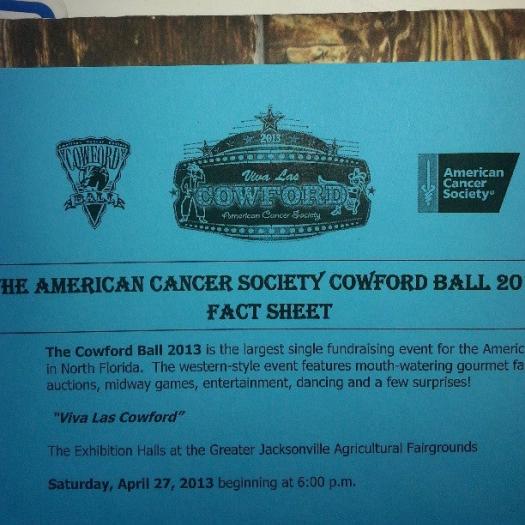 COWFORD
BALL
2013
Viva Las
COWFORD
American Cancer Society
American
Cancer
Society®
HE AMERICAN CANCER SOCIETY COWFORD BALL 20
FACT SHEET
The Cowford Ball 2013 is the largest single fundraising event for the Americ
in North Florida. The western-style event features mouth-watering gourmet fa
auctions, midway games, entertainment, dancing and a few surprises!
"Viva Las Cowford"
The Exhibition Halls at the Greater Jacksonville Agricultural Fairgrounds
Saturday, April 27, 2013 beginning at 6:00 p.m.